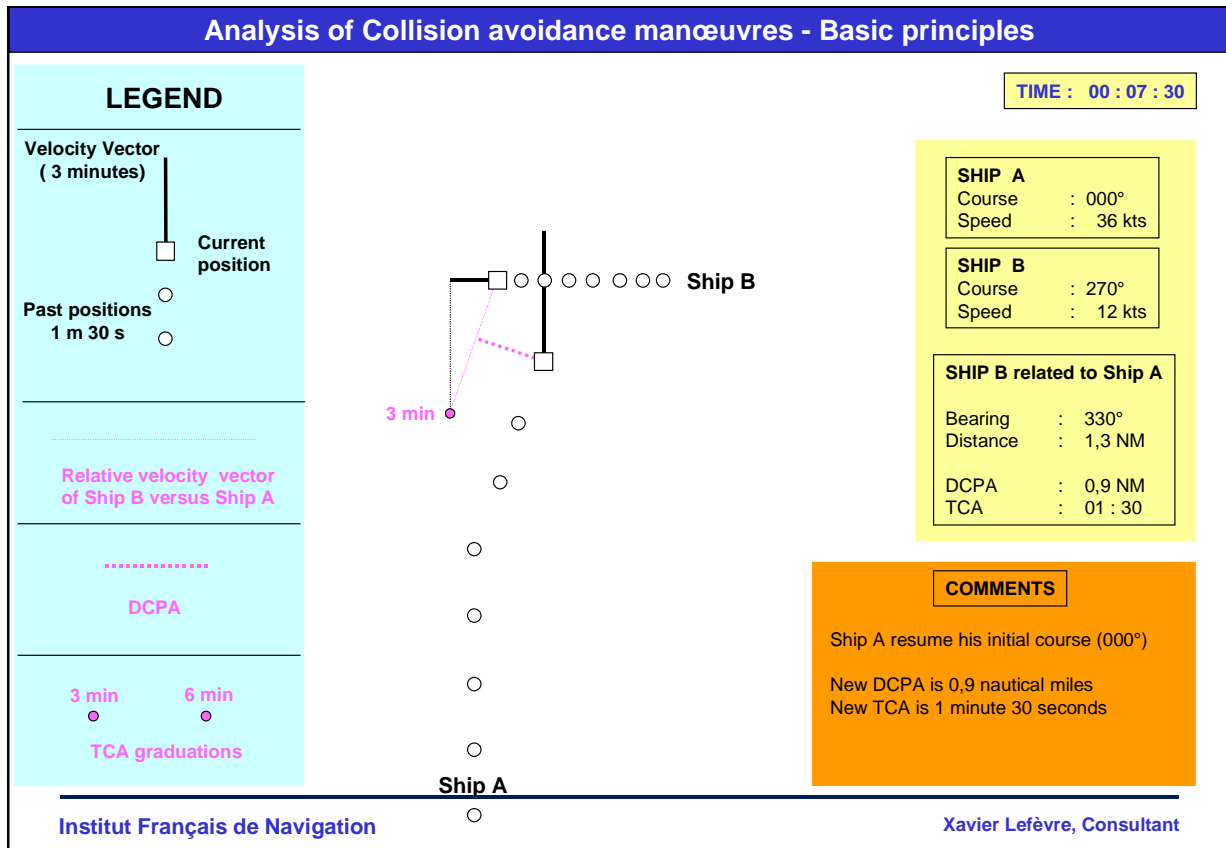 Analysis of Collision avoidance manœuvres - Basic principles
LEGEND
Velocity Vector
( 3 minutes)
Current
position
Past positions
1 m 30 s
Relative velocity vector
of Ship B versus Ship A
DCPA
3 min 6 min
TCA graduations
Ship B
3 min
Ship A
TIME : 00 : 07 : 30
SHIP A
Course : 000°
Speed : 36 kts
SHIP B
Course : 270°
Speed : 12 kts
SHIP B related to Ship A
Bearing : 330°
Distance : 1,3 NM
DCPA : 0,9 NM
TCA : 01 : 30
COMMENTS
Ship A resume his initial course (000°)
New DCPA is 0,9 nautical miles
New TCA is 1 minute 30 seconds
Institut Français de Navigation
Xavier Lefèvre, Consultant